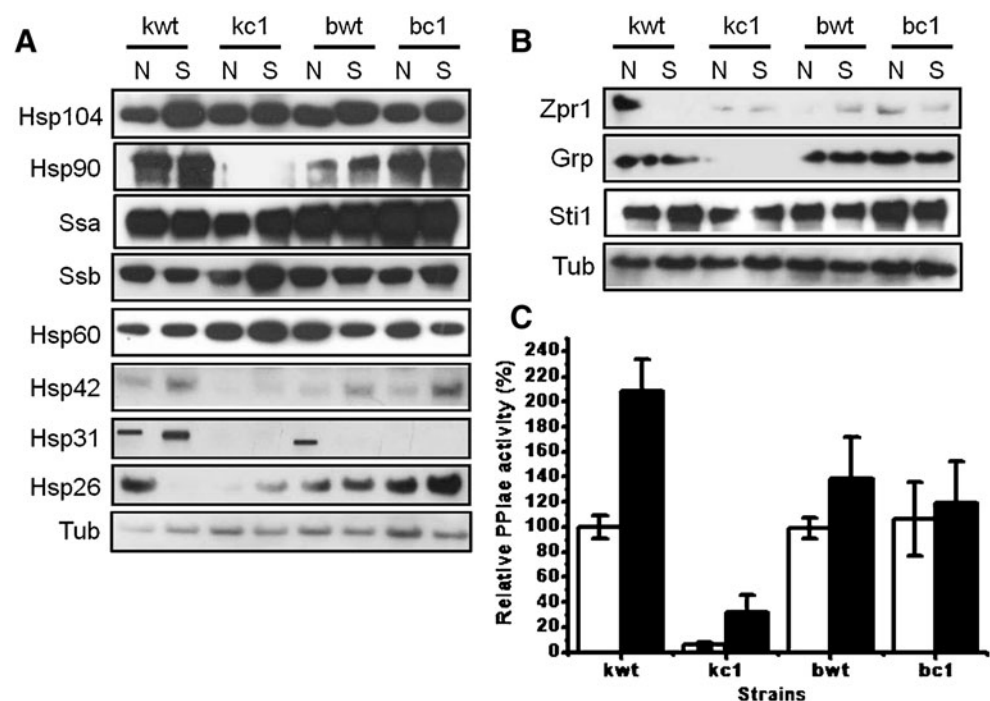 A
kwt kc1 bwt bc1
N S N S N S N S
Hsp104
Hsp90
Ssa
Ssb
Hsp60
Hsp42
Hsp31
Hsp26
Tub
B
kwt kc1 bwt bc1
N S N S N S N S
Zpr1
Grp
Sti1
Tub
C
Relative PPIae activity (%)
240
220
200
180
160
140
120
100
80
60
40
20
0
kwt kc1 bwt bc1
Strains